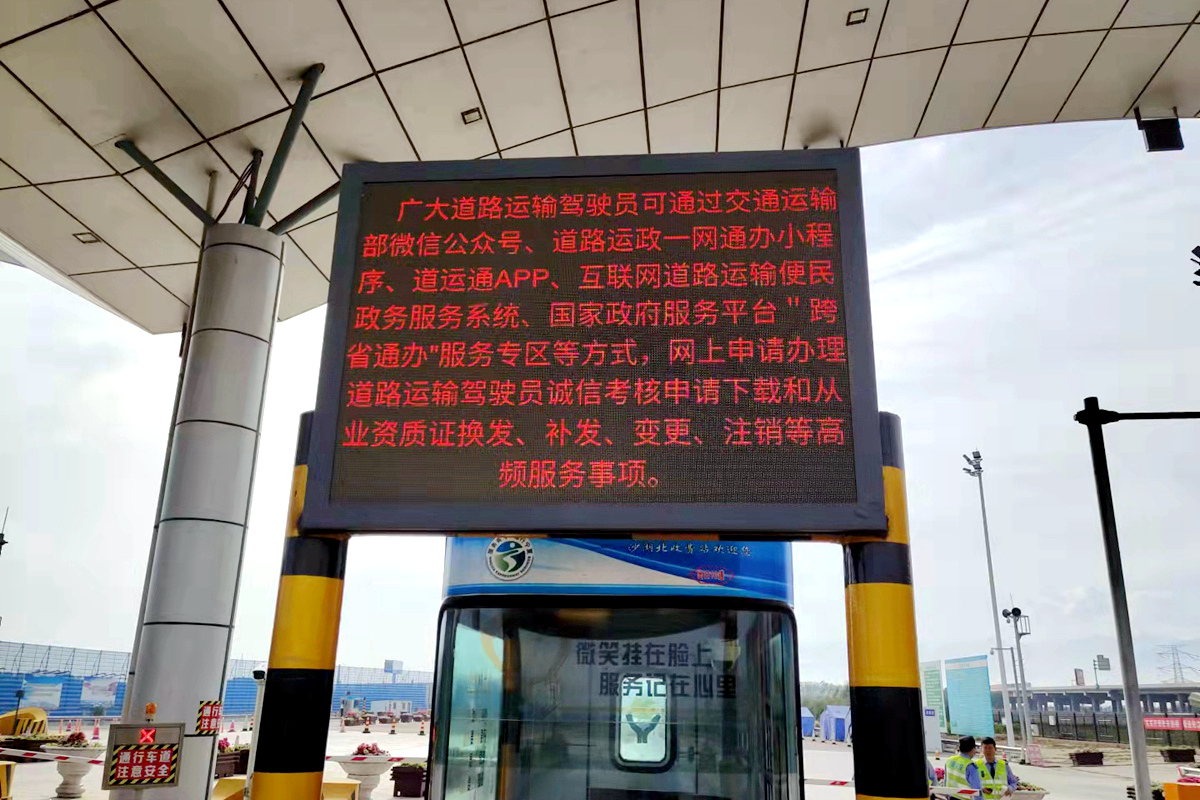 广大道路运输驾驶员可通过交通运输
部微信公众号、道路运政一网通办小程
序、道运通APP、互联网道路运输便民
政务服务系统、国家政府服务平台"跨
省通办"服务专区等方式，网上申请办理
道路运输驾驶员诚信考核申请下载和从
业资质证换发、补发、变更、注销等高
频服务事项。
微笑挂在脸上
服务记在心里
通行车道
注意安全